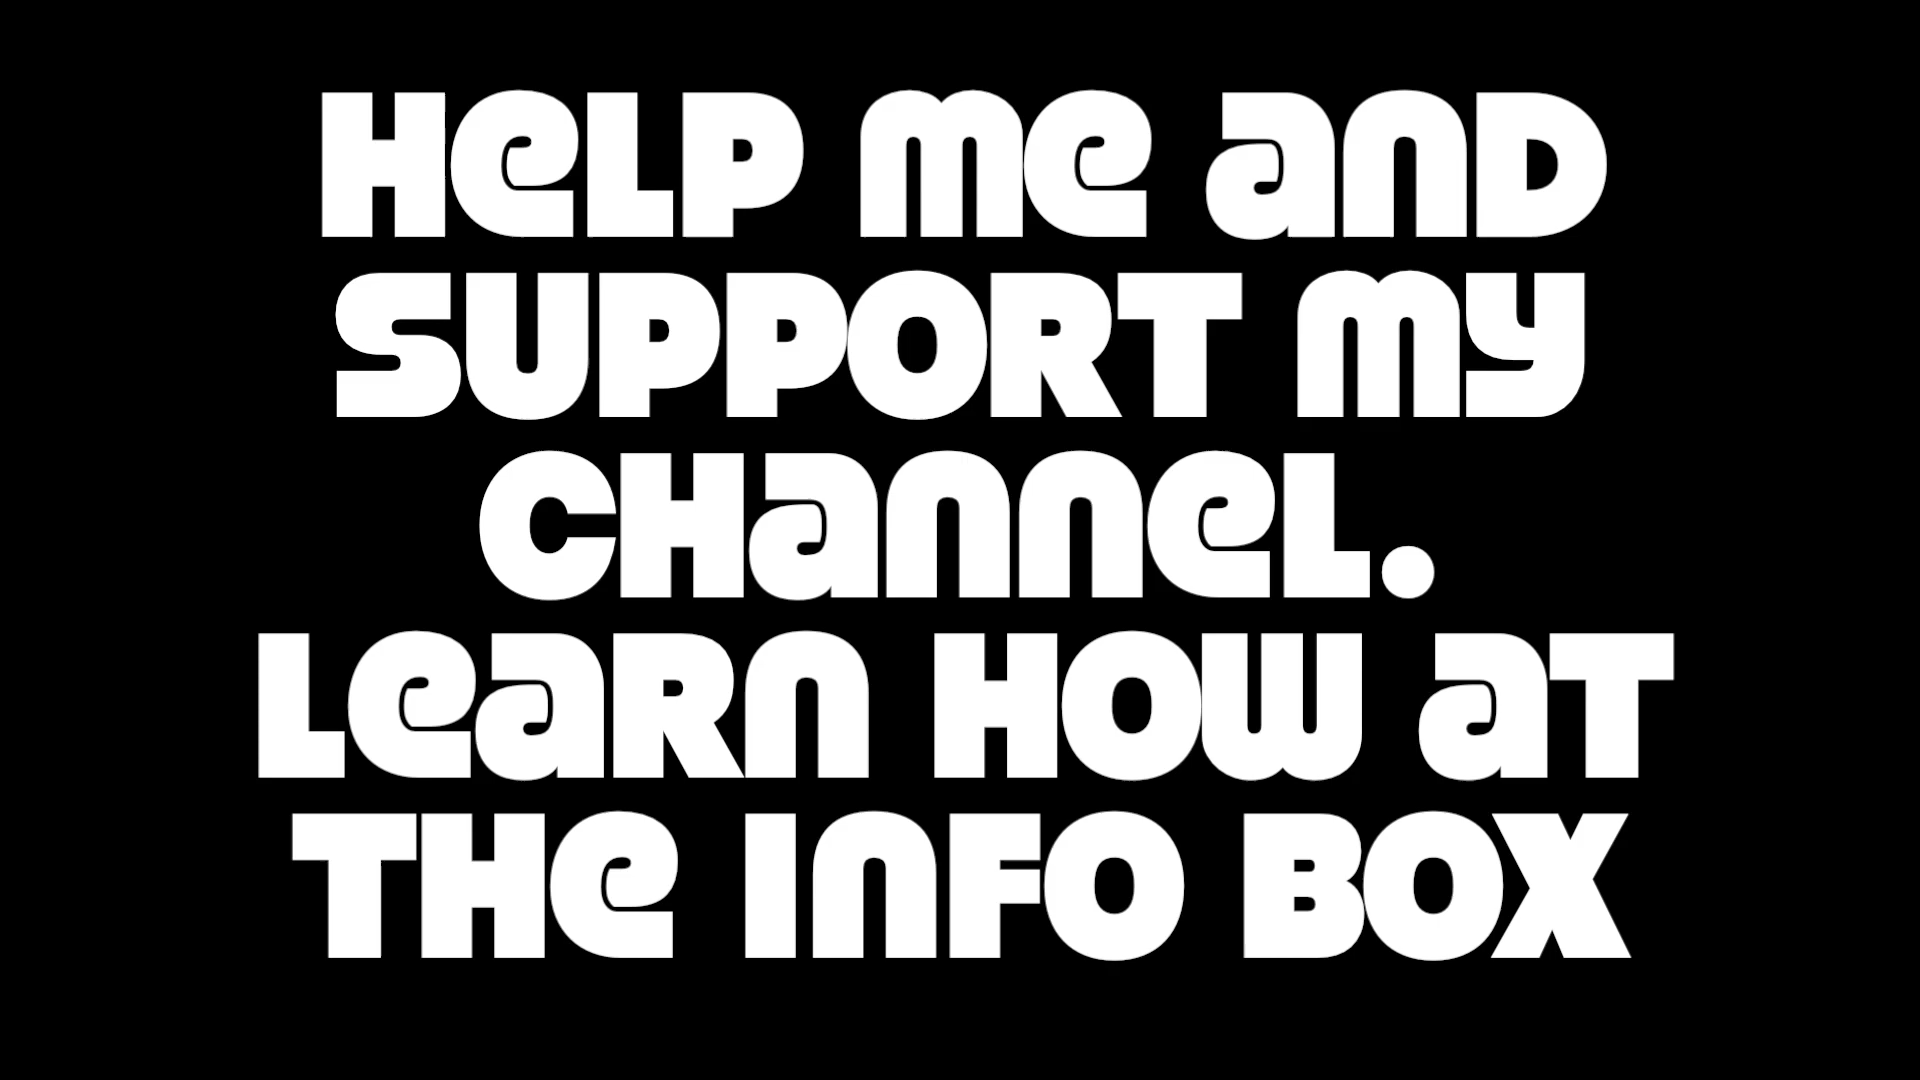 HELP ME AND
SUPPORT MY
CHANNEL.
LEARN HOW AT
THE INFO BOX